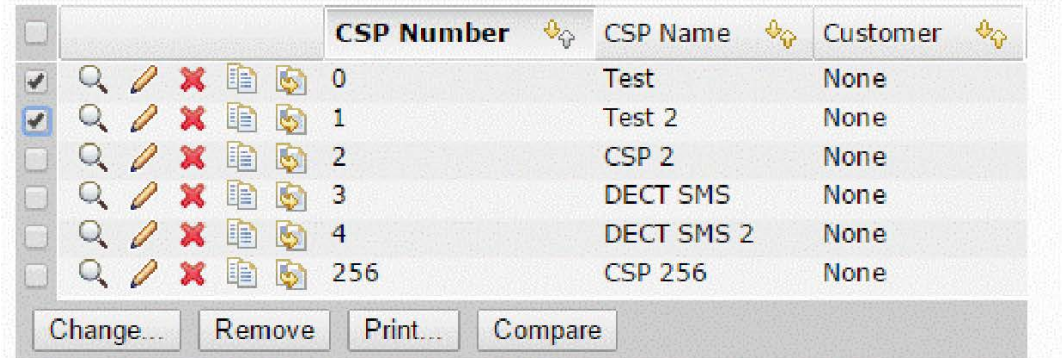 CSP Number CSP Name Customer
0 Test None
1 Test 2 None
2 CSP 2 None
3 DECT SMS None
4 DECT SMS 2 None
256 CSP 256 None
Change... Remove Print... Compare